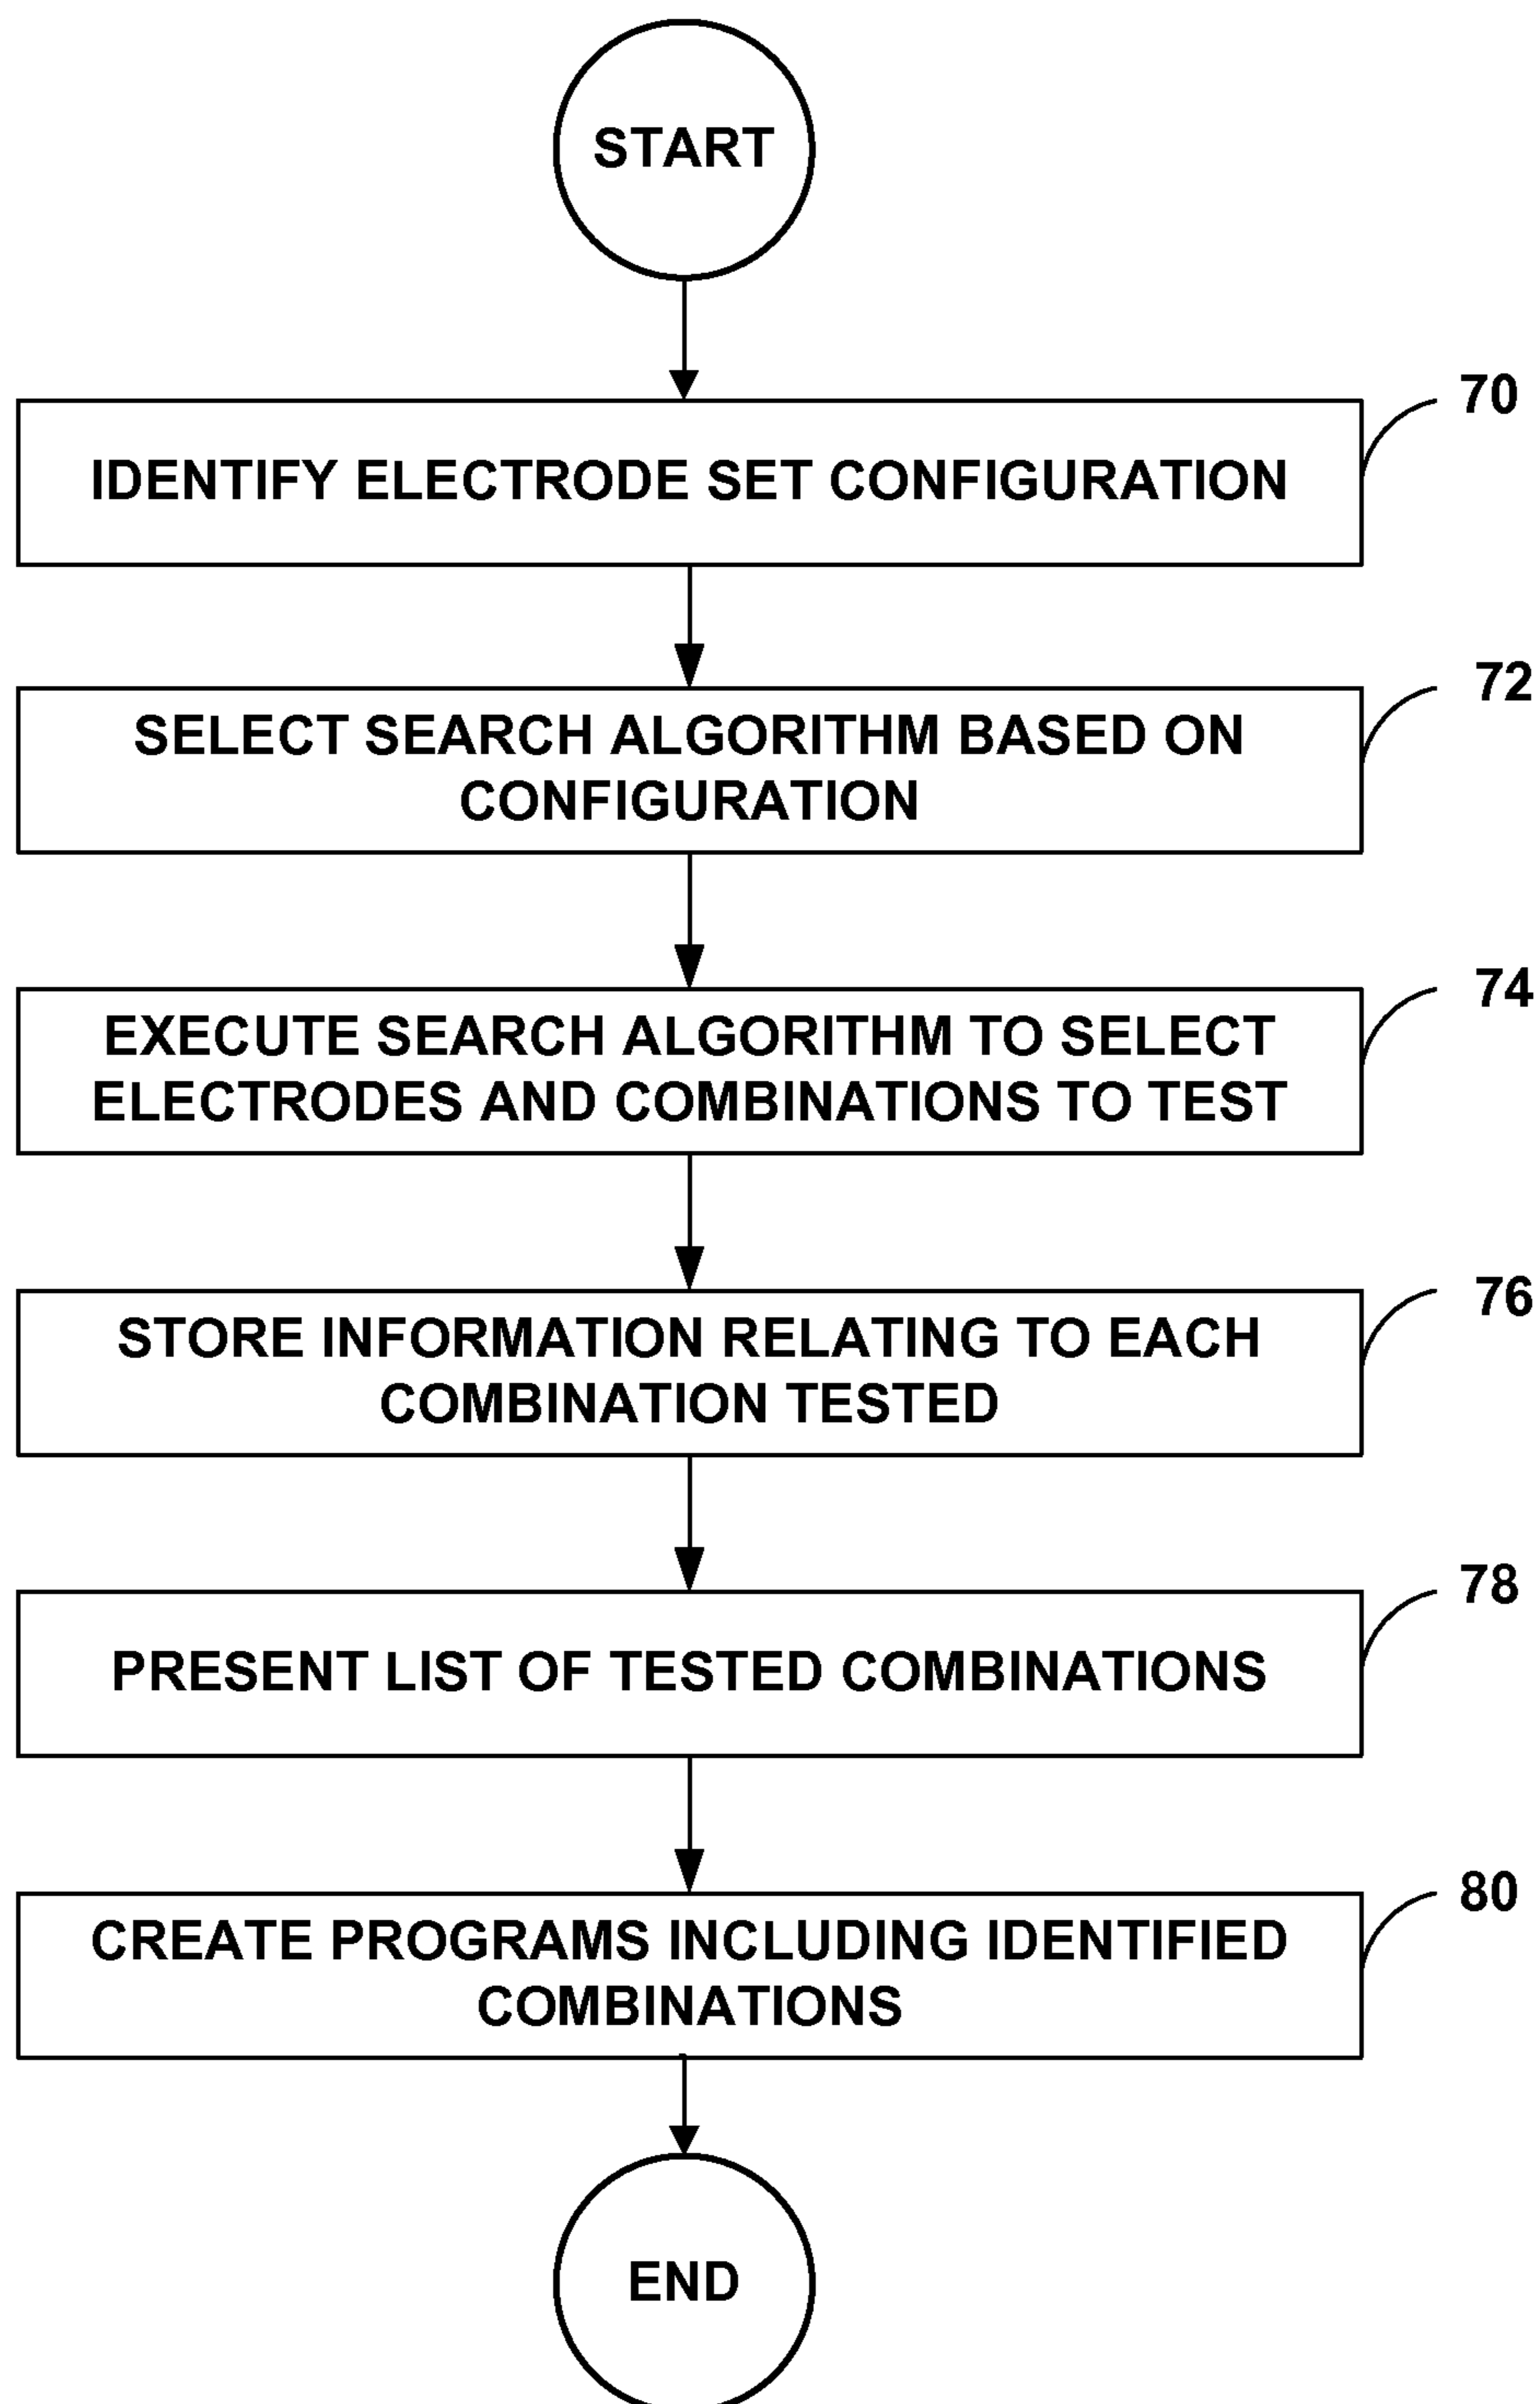 START
70
IDENTIFY ELECTRODE SET CONFIGURATION
72
SELECT SEARCH ALGORITHM BASED ON
CONFIGURATION
74
EXECUTE SEARCH ALGORITHM TO SELECT
ELECTRODES AND COMBINATIONS TO TEST
76
STORE INFORMATION RELATING TO EACH
COMBINATION TESTED
78
PRESENT LIST OF TESTED COMBINATIONS
80
CREATE PROGRAMS INCLUDING IDENTIFIED
COMBINATIONS
END